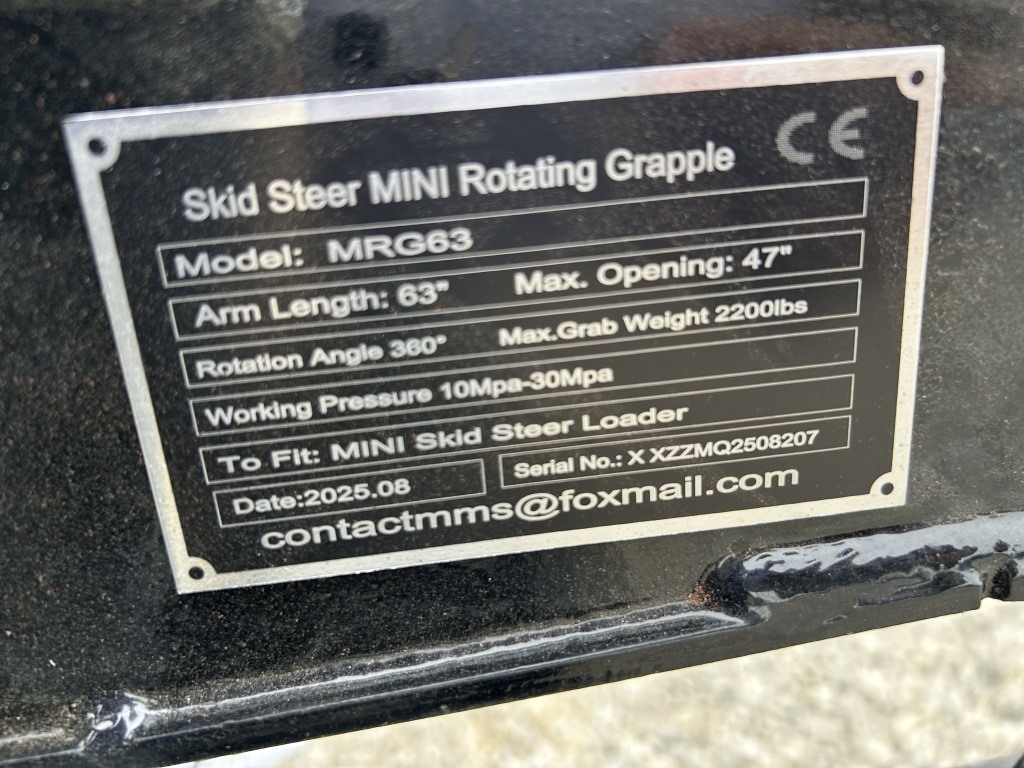 CE
Skid Steer MINI Rotating Grapple
Model: MRG63
Arm Length: 63" Max. Opening: 47"
Rotation Angle 360° Max.Grab Weight 2200lbs
Working Pressure 10Mpa-30Mpa
To Fit: MINI Skid Steer Loader
Date:2025.08 Serial No.: X XZZMQ2508207
contactmms@foxmail.com